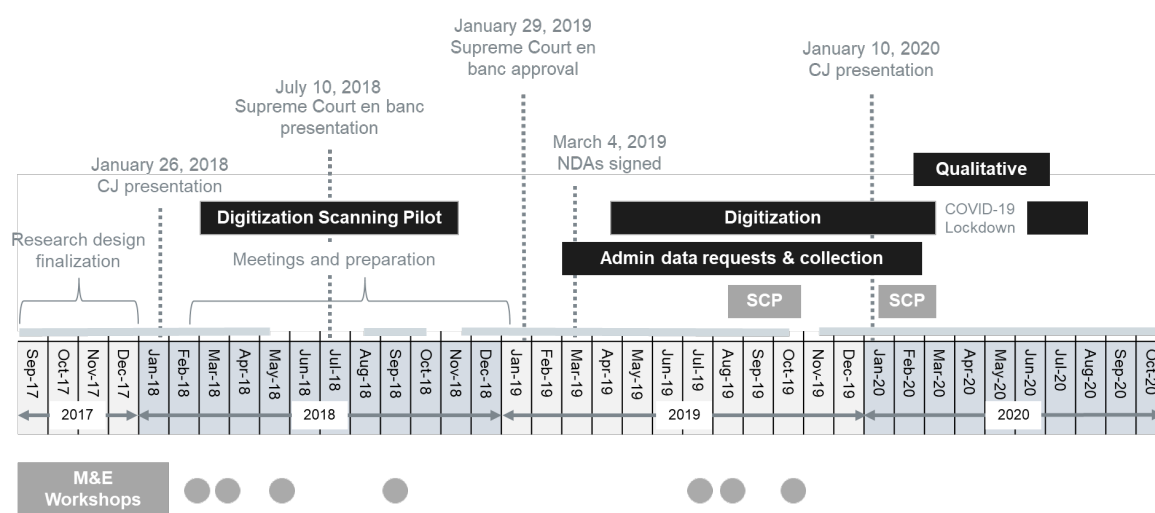 January 29, 2019
Supreme Court en
banc approval
January 10, 2020
CJ presentation
July 10, 2018
Supreme Court en banc
presentation
March 4, 2019
NDAs signed
January 26, 2018
CJ presentation
Qualitative
Digitization Scanning Pilot
Digitization
COVID-19
Lockdown
Research design
finalization
Meetings and preparation
Admin data requests & collection
SCP
SCP
Sep-17
Oct-17
Nov-17
Dec-17
Jan-18
Feb-18
Mar-18
Apr-18
May-18
Jun-18
Jul-18
Aug-18
Sep-18
Oct-18
Nov-18
Dec-18
Jan-19
Feb-19
Mar-19
Apr-19
May-19
Jun-19
Jul-19
Aug-19
Sep-19
Oct-19
Nov-19
Dec-19
Jan-20
Feb-20
Mar-20
Apr-20
May-20
Jun-20
Jul-20
Aug-20
Sep-20
Oct-20
2017
2018
2019
2020
M&E
Workshops